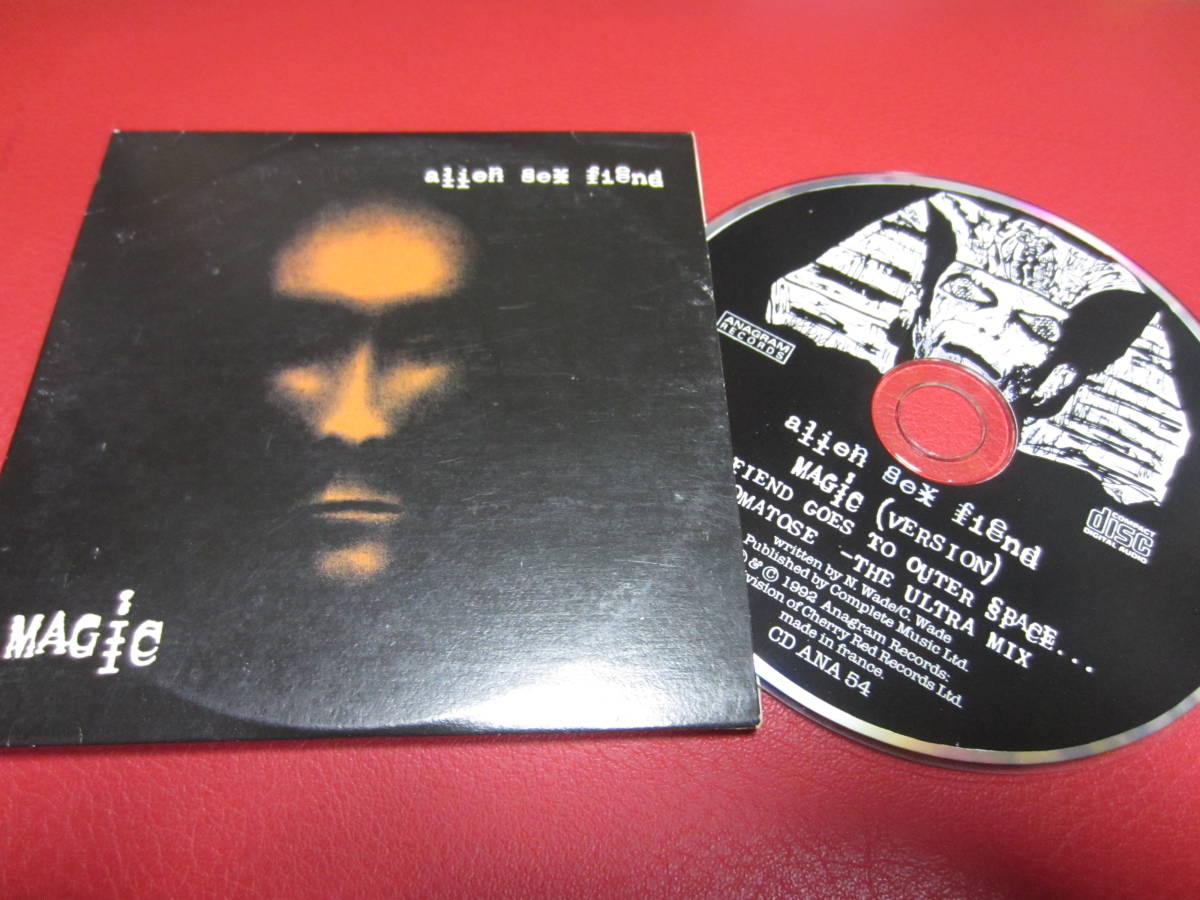 alien sex fiend
MAGiC
ANAGRAM
RECORDS
alien sex fiend
MAGiC (vERSION)
FIEND GOES TO OUTER SPACE...
OMATOSE -THE ULTRA MIX
written by N. Wade/C. Wade
Published by Complete Music Ltd.
& © 1992 Anagram Records:
ivision of Cherry Red Records Ltd.
made in france.
CD ANA 54
COMPACT
disc
DIGITAL AUDIO